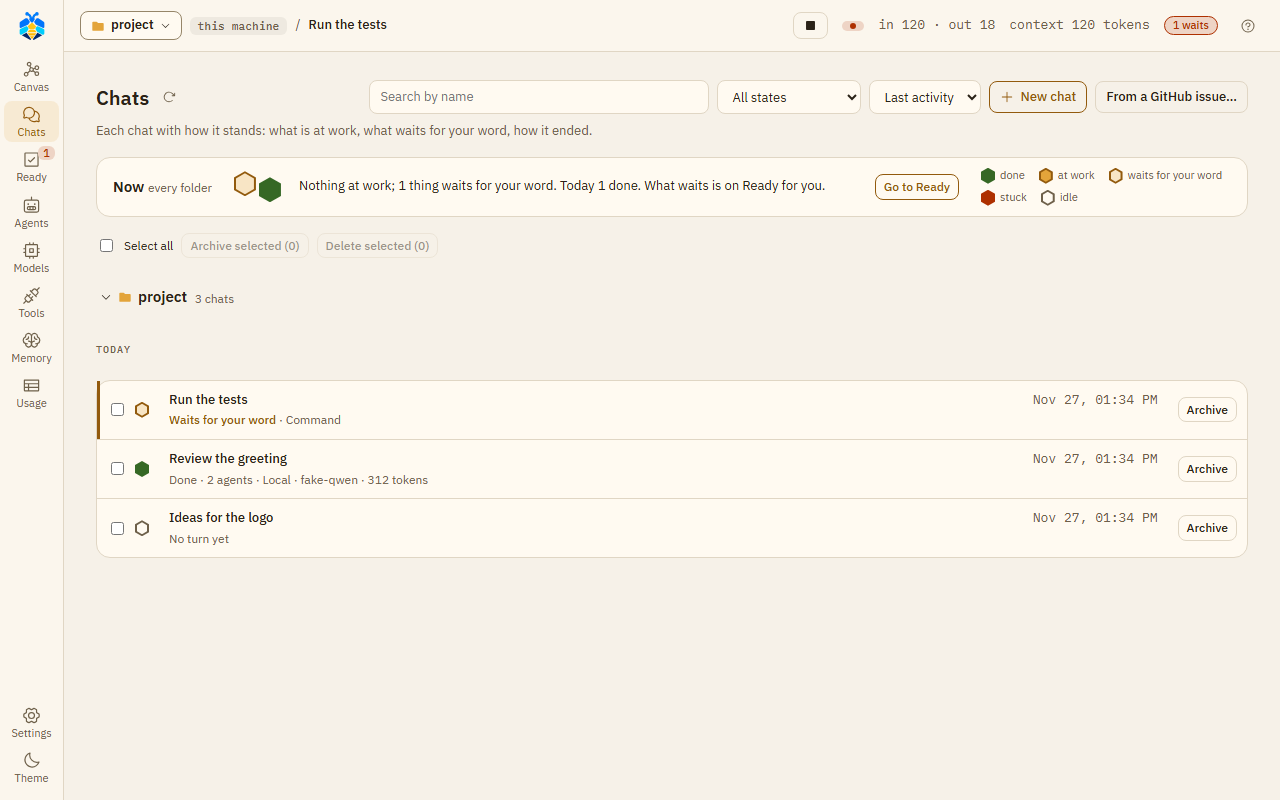 project
this machine / Run the tests
in 120 · out 18 context 120 tokens
1 waits
Canvas
Chats
1
Ready
Agents
Models
Tools
Memory
Usage
Settings
Theme
Chats
Search by name
All states
Last activity
+ New chat
From a GitHub issue...
Each chat with how it stands: what is at work, what waits for your word, how it ended.
Now every folder
Nothing at work; 1 thing waits for your word. Today 1 done. What waits is on Ready for you.
Go to Ready
done at work waits for your word
stuck idle
Select all
Archive selected (0)
Delete selected (0)
project 3 chats
TODAY
Run the tests
Nov 27, 01:34 PM
Waits for your word · Command
Archive
Review the greeting
Nov 27, 01:34 PM
Done · 2 agents · Local · fake-qwen · 312 tokens
Archive
Ideas for the logo
Nov 27, 01:34 PM
No turn yet
Archive